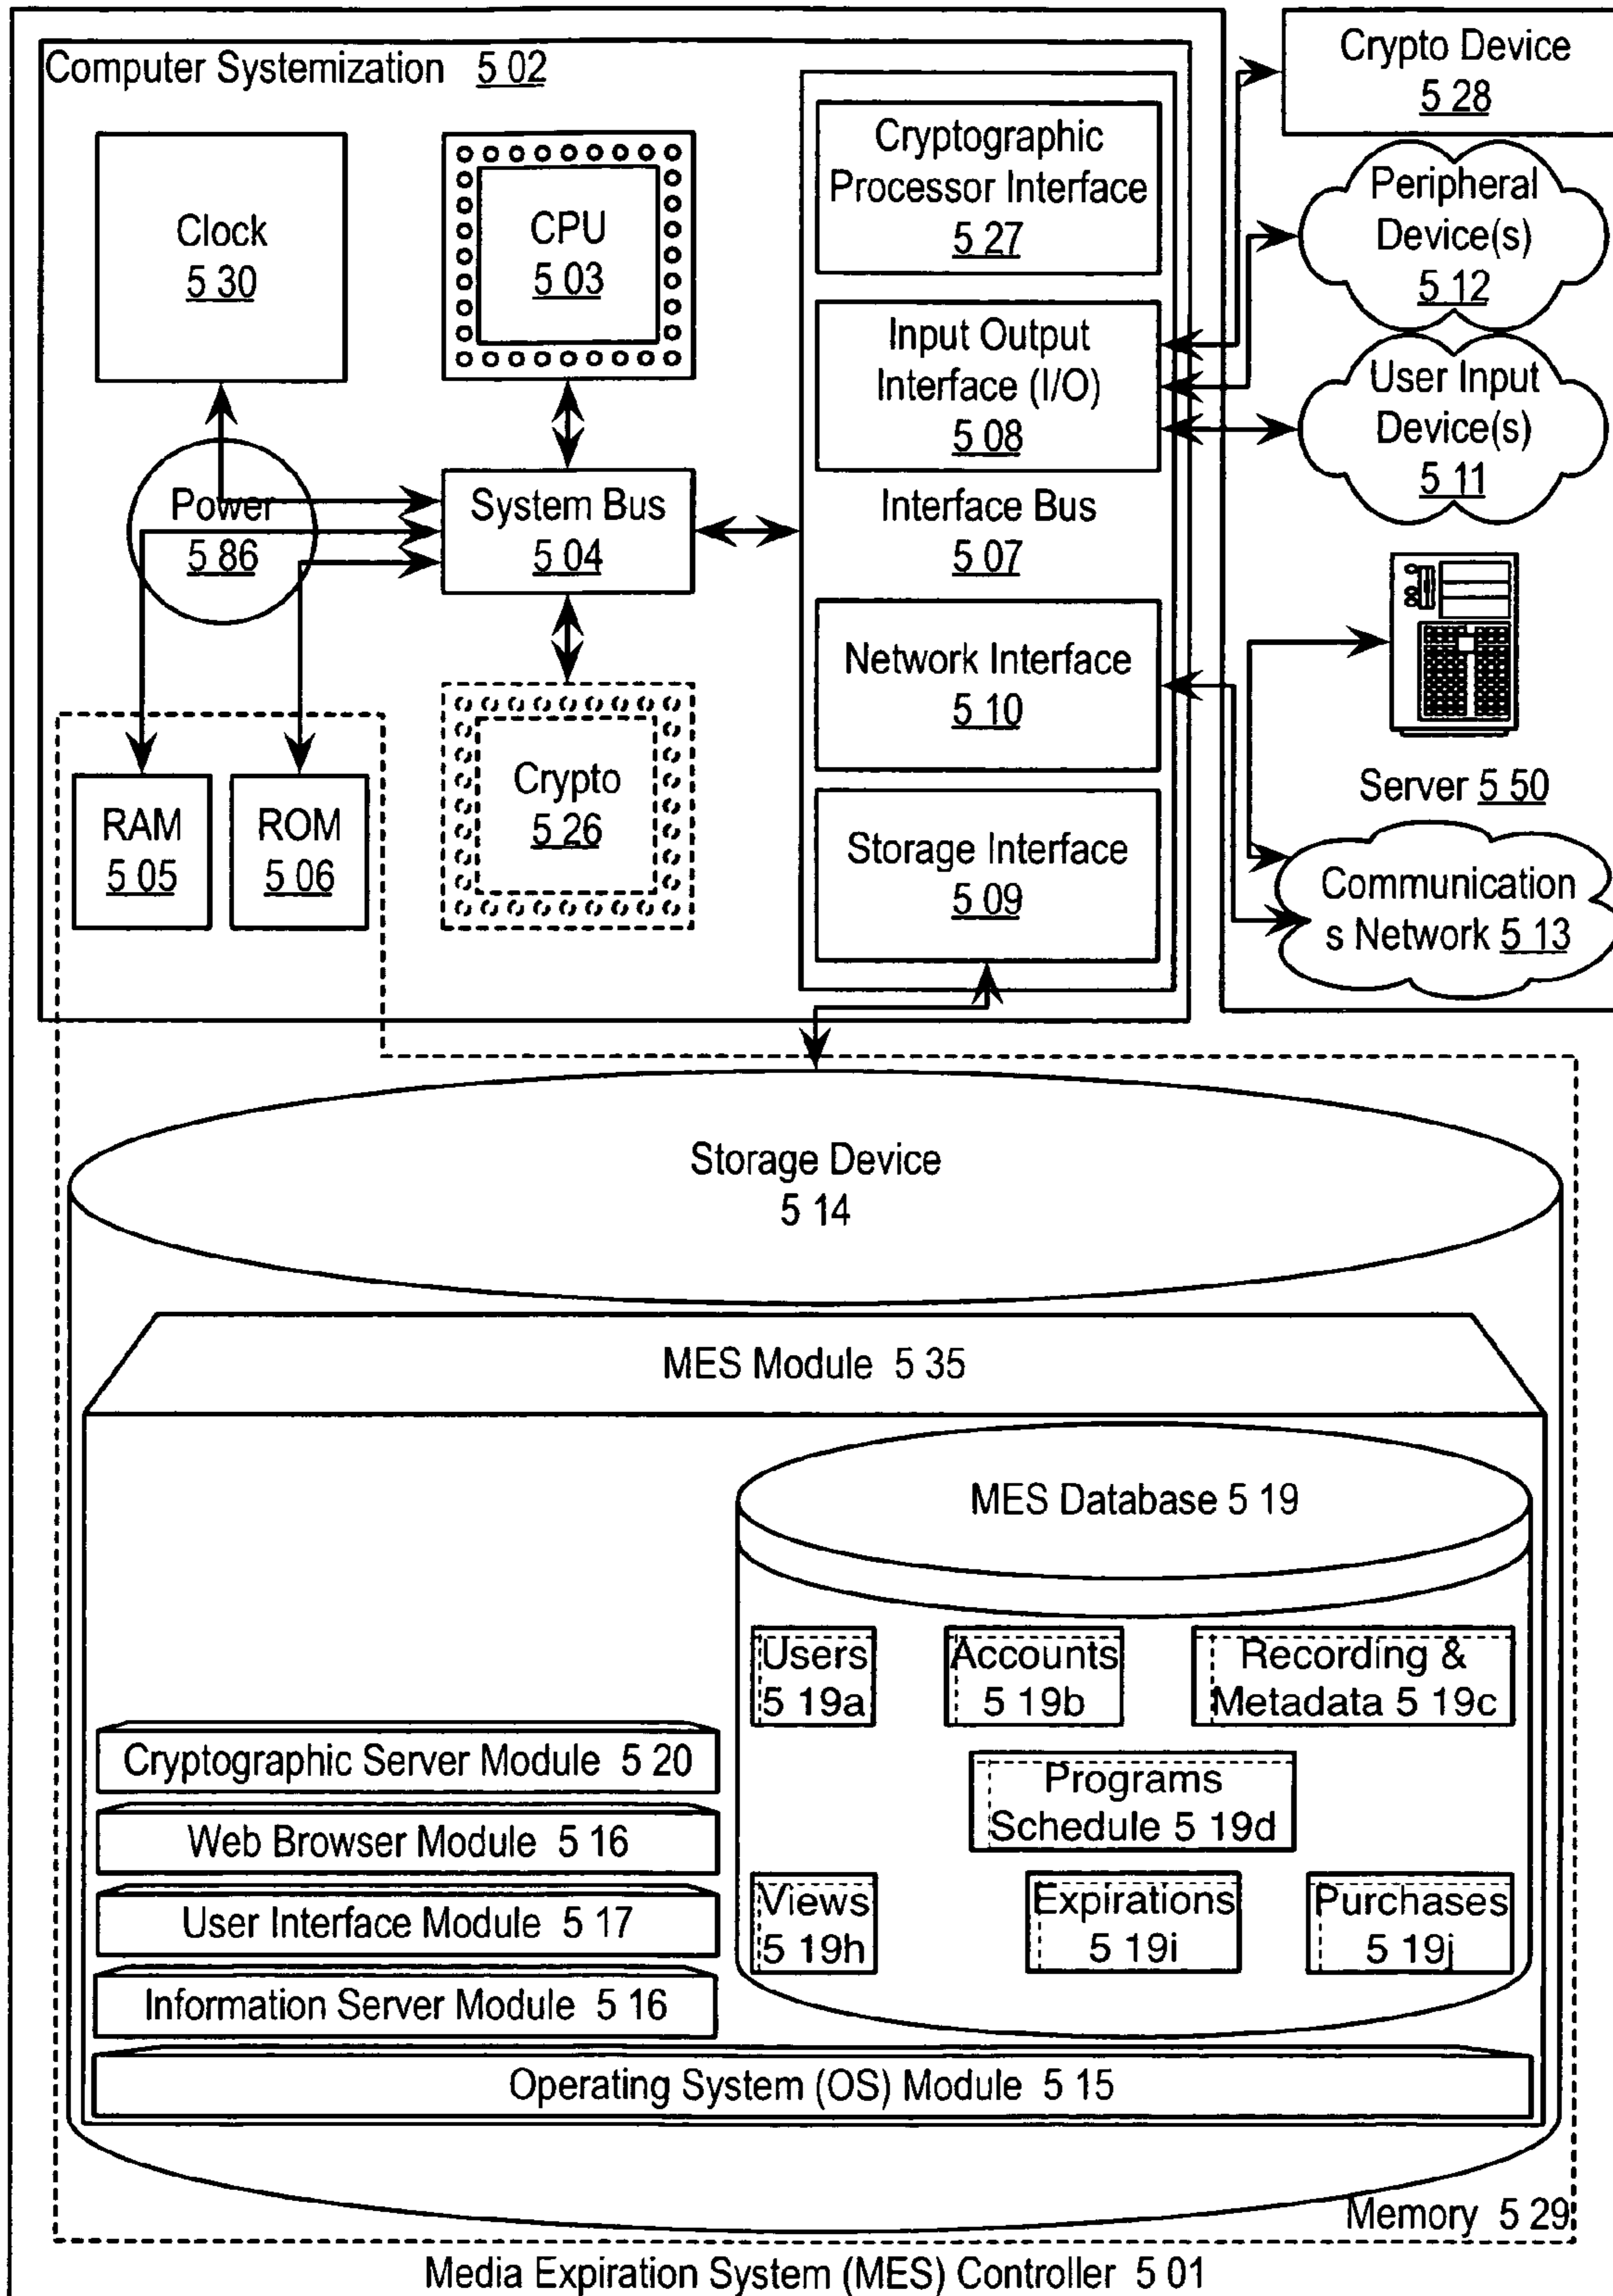 Computer Systemization 5 02
Clock
5 30
CPU
5 03
Power
5 86
System Bus
5 04
Crypto
5 26
RAM
5 05
ROM
5 06
Cryptographic
Processor Interface
5 27
Input Output
Interface (I/O)
5 08
Interface Bus
5 07
Network Interface
5 10
Storage Interface
5 09
Crypto Device
5 28
Peripheral
Device(s)
5 12
User Input
Device(s)
5 11
Server 5 50
Communication
s Network 5 13
Storage Device
5 14
MES Module 5 35
MES Database 5 19
Users
5 19a
Accounts
5 19b
Recording &
Metadata 5 19c
Programs
Schedule 5 19d
Views
5 19h
Expirations
5 19i
Purchases
5 19j
Cryptographic Server Module 5 20
Web Browser Module 5 16
User Interface Module 5 17
Information Server Module 5 16
Operating System (OS) Module 5 15
Memory 5 29
Media Expiration System (MES) Controller 5 01